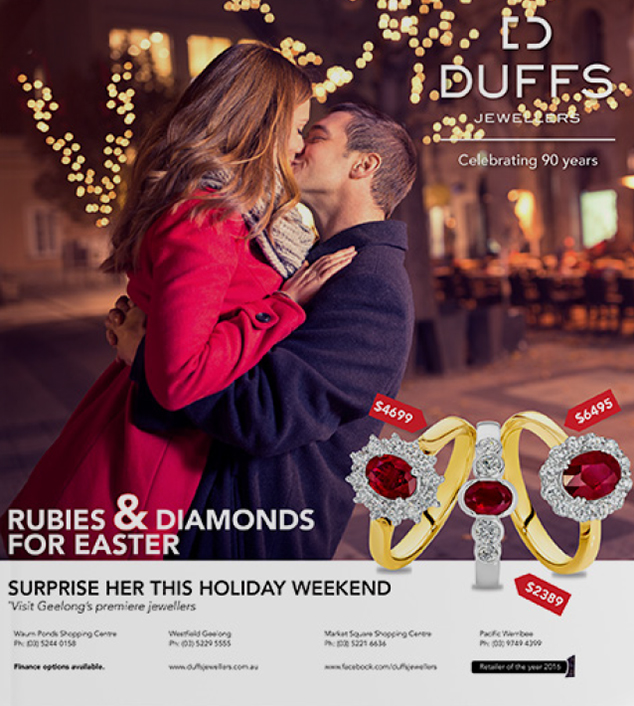 DUFFS
JEWELLERS
Celebrating 90 years
$4699
$6495
$2389
RUBIES & DIAMONDS
FOR EASTER
SURPRISE HER THIS HOLIDAY WEEKEND
*Visit Geelong's premiere jewellers
Waurn Ponds Shopping Centre
Ph: (03) 5244 0158
Westfield Geelong
Ph: (03) 5229 5555
Market Square Shopping Centre
Ph: (03) 5221 6636
Pacific Werribee
Ph: (03) 9749 4399
Finance options available.
www.duffsjewellers.com.au
www.facebook.com/duffsjewellers
Retailer of the year 2016